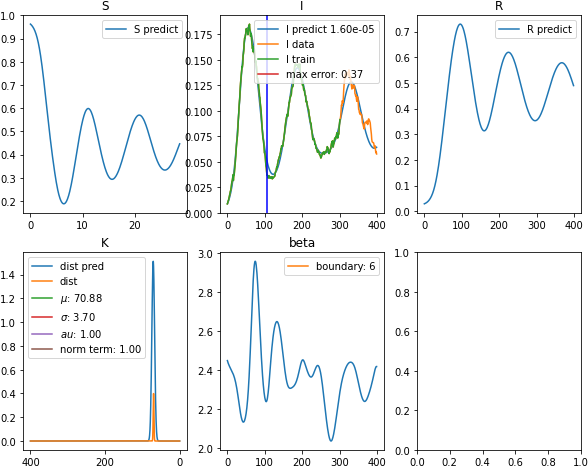 S
I
R
S predict
I predict 1.60e-05
I data
I train
max error: 0.37
R predict
1.0
0.9
0.8
0.7
0.6
0.5
0.4
0.3
0.2
0 10 20
0.175
0.150
0.125
0.100
0.075
0.050
0.025
0.000
0 100 200 300 400
0.7
0.6
0.5
0.4
0.3
0.2
0.1
0.0
0 100 200 300 400
K
beta
dist pred
dist
μ: 70.88
σ: 3.70
au: 1.00
norm term: 1.00
boundary: 6
1.4
1.2
1.0
0.8
0.6
0.4
0.2
0.0
400 200 0
3.0
2.8
2.6
2.4
2.2
2.0
0 100 200 300 400
1.0
0.8
0.6
0.4
0.2
0.0
0.0 0.2 0.4 0.6 0.8 1.0